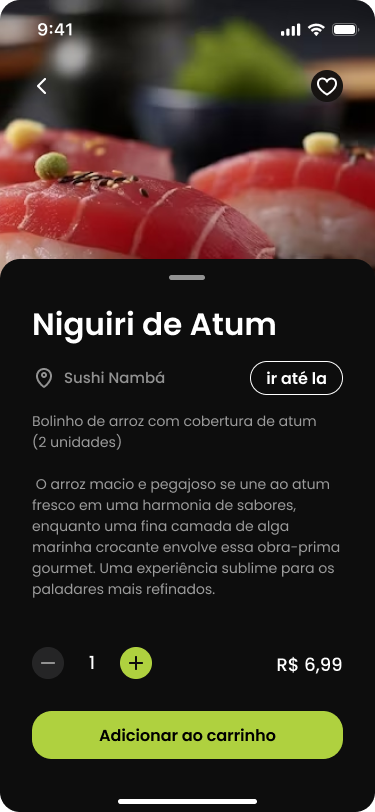 9:41
Niguiri de Atum
Sushi Nambá
ir até la
Bolinho de arroz com cobertura de atum
(2 unidades)
O arroz macio e pegajoso se une ao atum
fresco em uma harmonia de sabores,
enquanto uma fina camada de alga
marinha crocante envolve essa obra-prima
gourmet. Uma experiência sublime para os
paladares mais refinados.
1
R$ 6,99
Adicionar ao carrinho